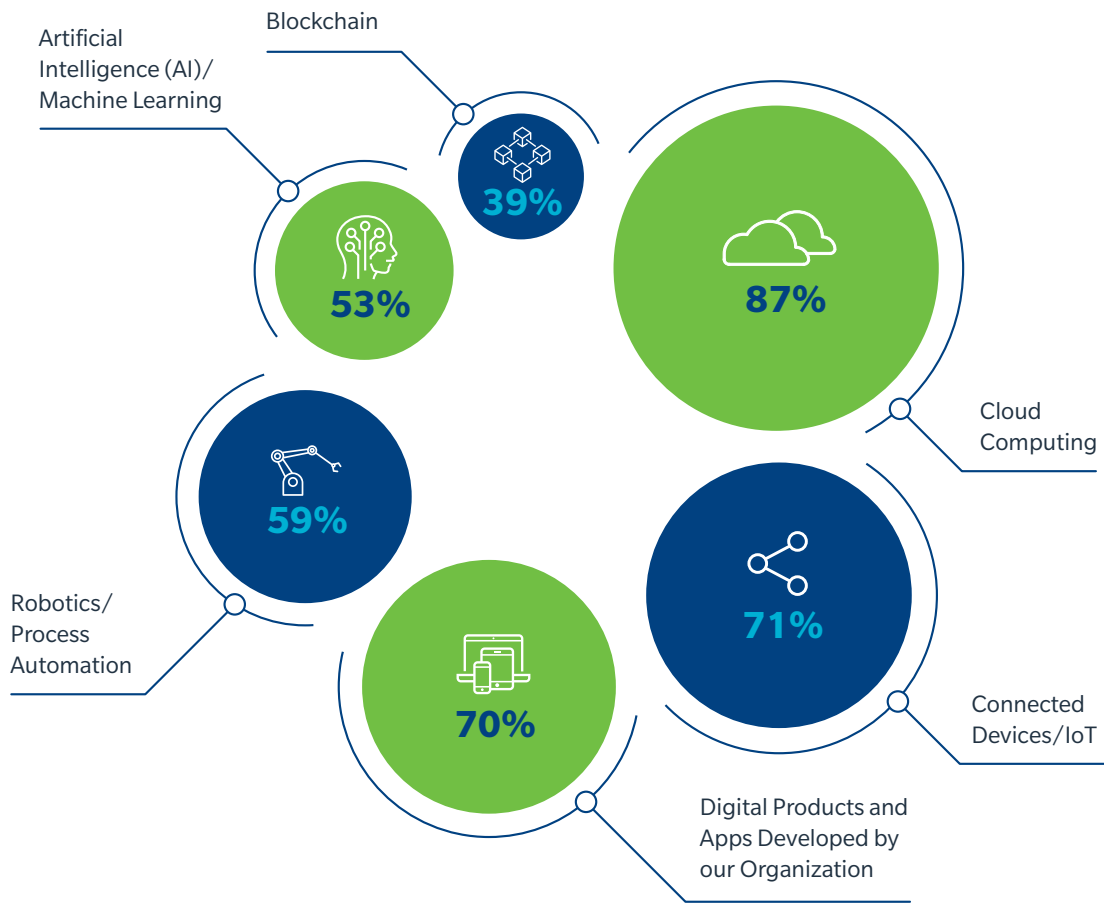 Blockchain
39%
Artificial
Intelligence (AI)/
Machine Learning
53%
87%
Cloud
Computing
59%
Robotics/
Process
Automation
71%
Connected
Devices/IoT
70%
Digital Products and
Apps Developed by
our Organization